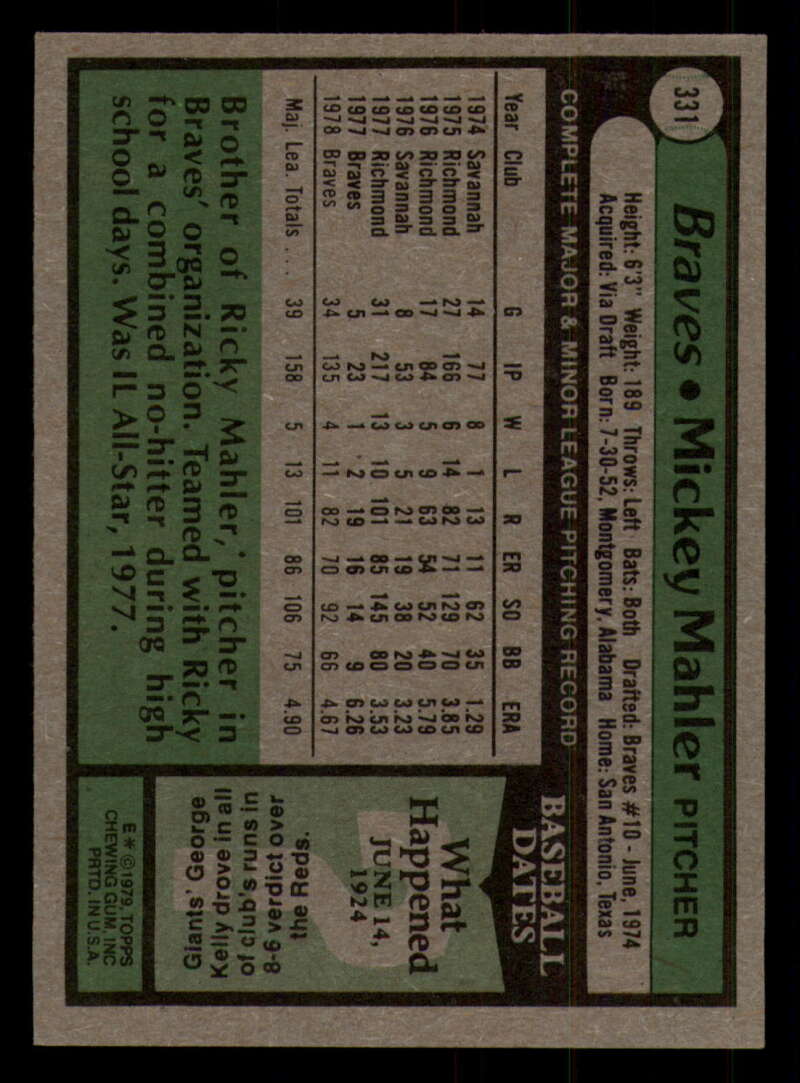 331
Braves • Mickey Mahler PITCHER
Height: 6'3" Weight: 189 Throws: Left Bats: Both Drafted: Braves #10 - June, 1974
Acquired: Via Draft Born: 7-30-52, Montgomery, Alabama Home: San Antonio, Texas
COMPLETE MAJOR & MINOR LEAGUE PITCHING RECORD
Year Club G IP W L R ER SO BB ERA
1974 Savannah 14 77 8 1 13 11 62 35 1.29
1975 Richmond 27 166 6 14 82 71 129 70 3.85
1976 Richmond 17 84 5 9 63 54 52 40 5.79
1976 Savannah 8 53 3 5 21 19 38 20 3.23
1977 Richmond 31 217 13 10 101 85 145 80 3.53
1977 Braves 5 23 1 2 19 16 14 9 6.26
1978 Braves 34 135 4 11 82 70 92 66 4.67
Maj. Lea. Totals . . . . 39 158 5 13 101 86 106 75 4.90
Brother of Ricky Mahler, pitcher in
Braves' organization. Teamed with Ricky
for a combined no-hitter during high
school days. Was IL All-Star, 1977.
BASEBALL
DATES
What
Happened
JUNE 14,
1924
Giants' George
Kelly drove in all
of club's runs in
8-6 verdict over
the Reds.
E * © 1979, TOPPS
CHEWING GUM, INC
PRTD. IN U.S.A.